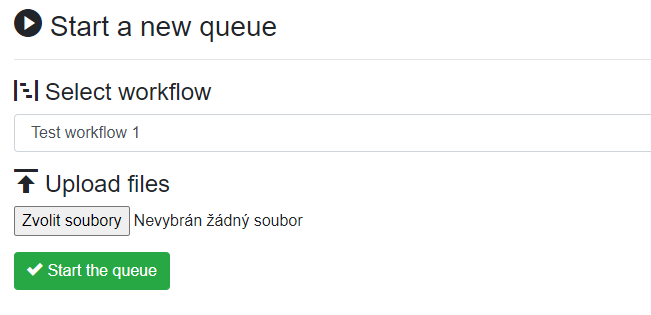 Start a new queue
Select workflow
Test workflow 1
Upload files
Zvolit soubory Nevybrán žádný soubor
Start the queue